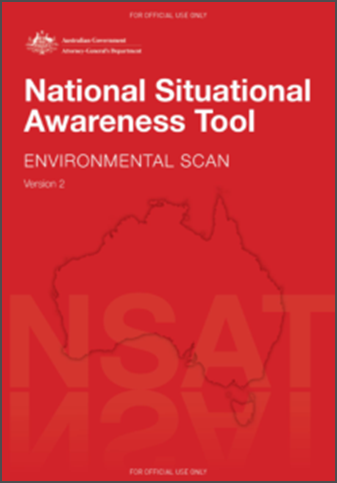 FOR OFFICIAL USE ONLY
Australian Government
Attorney-General's Department
National Situational
Awareness Tool
ENVIRONMENTAL SCAN
Version 2
NSAT
NSAT
FOR OFFICIAL USE ONLY